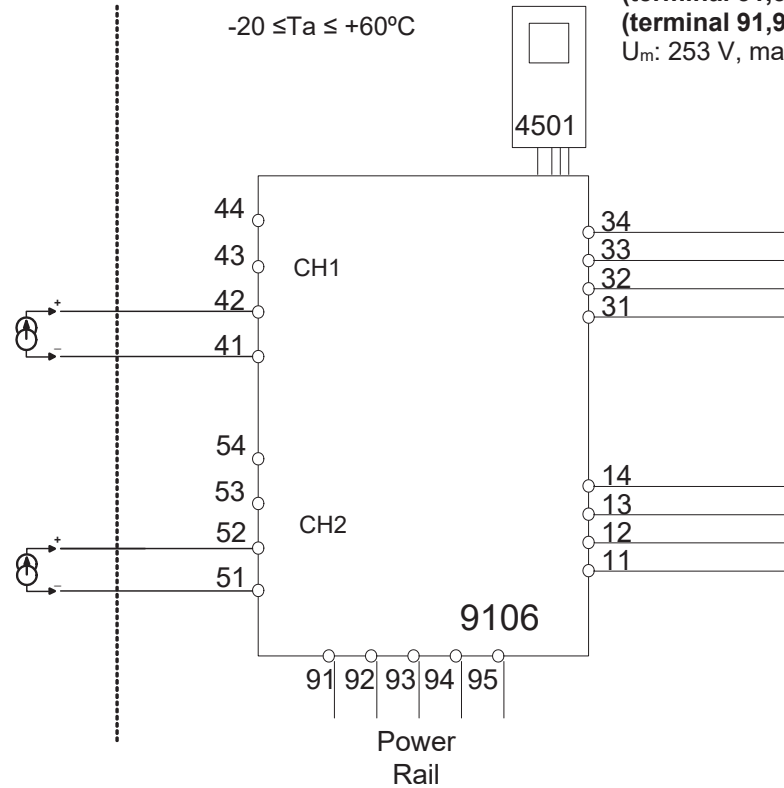 (terminal 91,9
-20 ≤Ta ≤ +60ºC
Um: 253 V, ma
4501
44
34
43
33
CH1
32
42
31
+
41
–
54
14
53
13
CH2
52
12
+
51
11
–
9106
91 92 93 94 95
Power
Rail